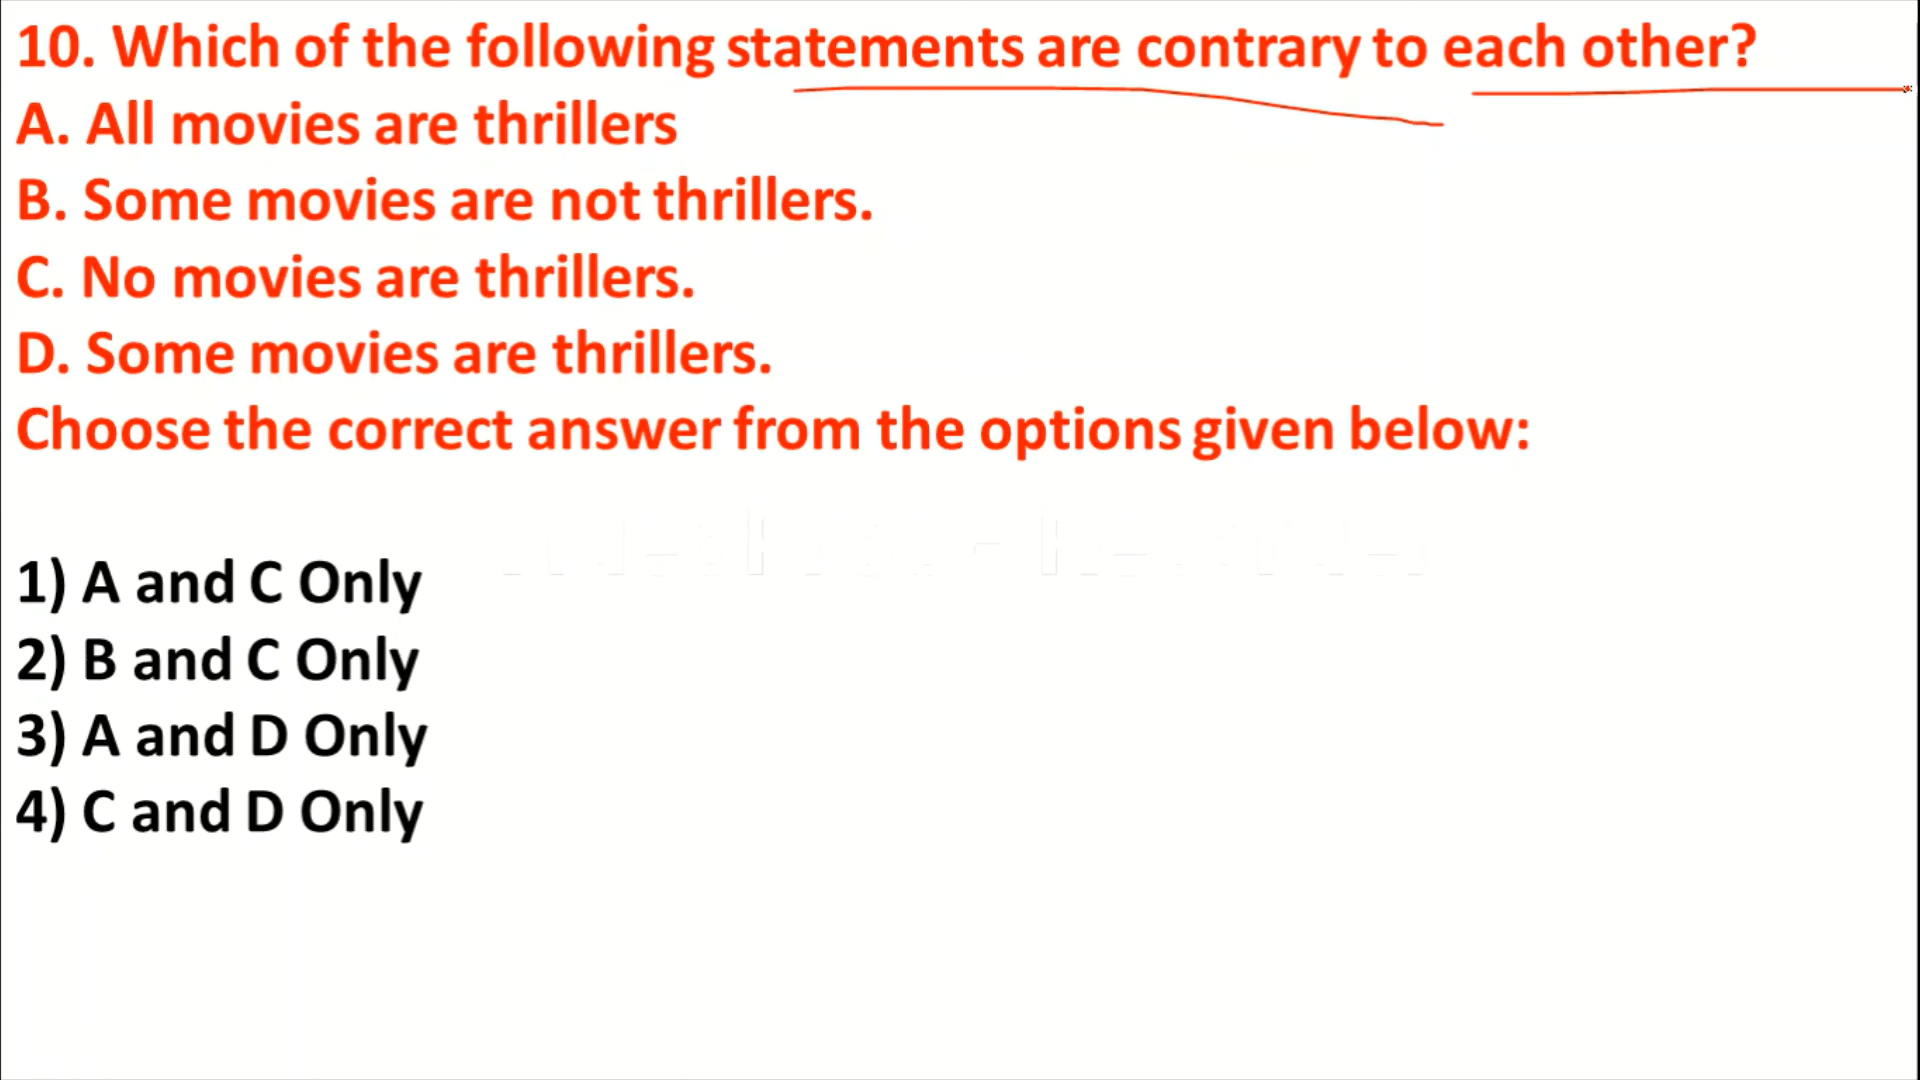 10. Which of the following statements are contrary to each other?
A. All movies are thrillers
B. Some movies are not thrillers.
C. No movies are thrillers.
D. Some movies are thrillers.
Choose the correct answer from the options given below:
1) A and C Only
2) B and C Only
3) A and D Only
4) C and D Only